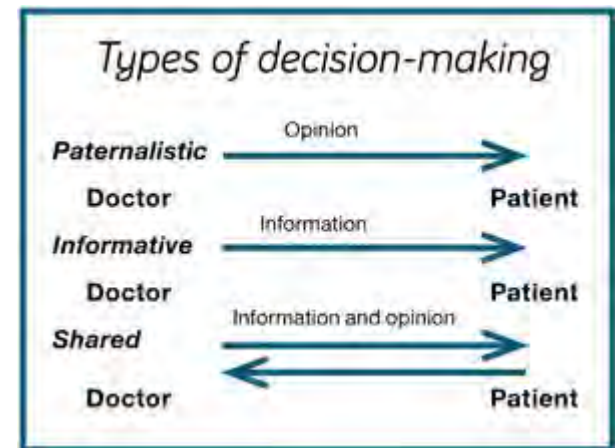 Types of decision-making
Opinion
Paternalistic
Doctor Patient
Information
Informative
Doctor Patient
Information and opinion
Shared
Doctor Patient